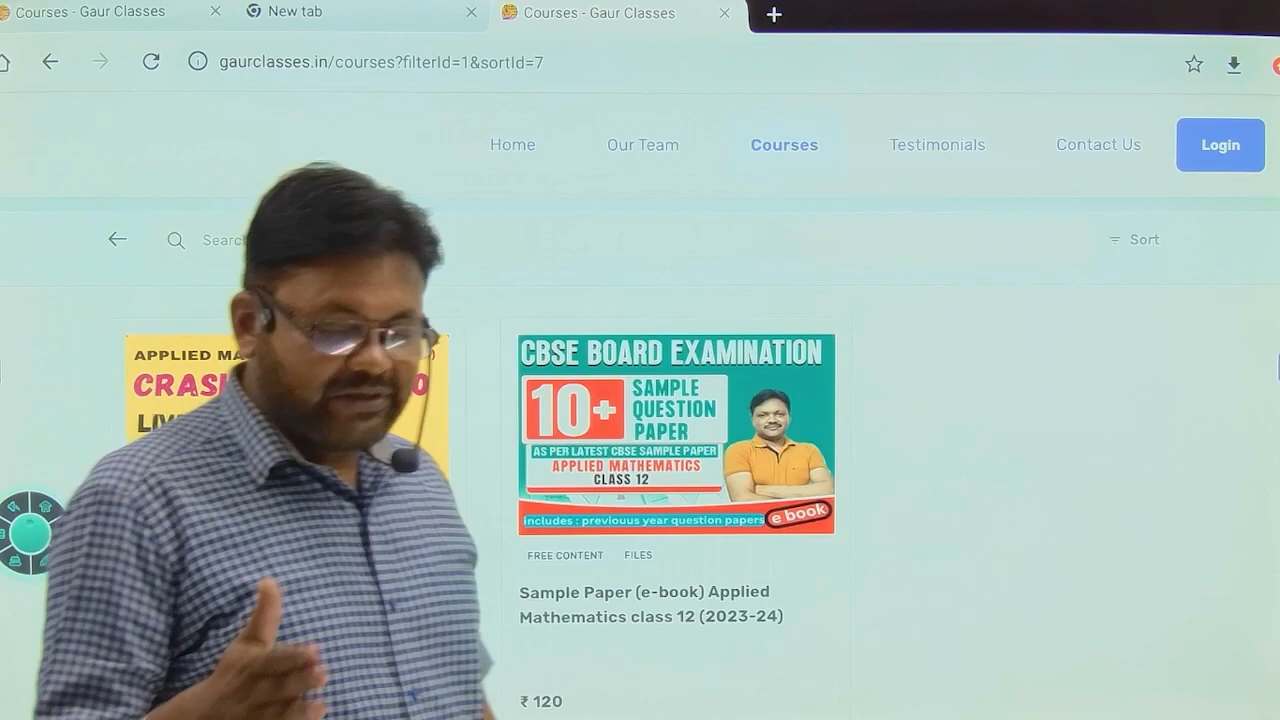 Courses - Gaur Classes
New tab
Courses - Gaur Classes
gaurclasses.in/courses?filterId=1&sortId=7
Home
Our Team
Courses
Testimonials
Contact Us
Login
Sort
APPLIED
CBSE BOARD EXAMINATION
10+
SAMPLE
QUESTION
PAPER
AS PER LATEST CBSE SAMPLE PAPER
APPLIED MATHEMATICS
CLASS 12
includes : previouus year question papers
e book
FREE CONTENT
FILES
Sample Paper (e-book) Applied
Mathematics class 12 (2023-24)
₹ 120